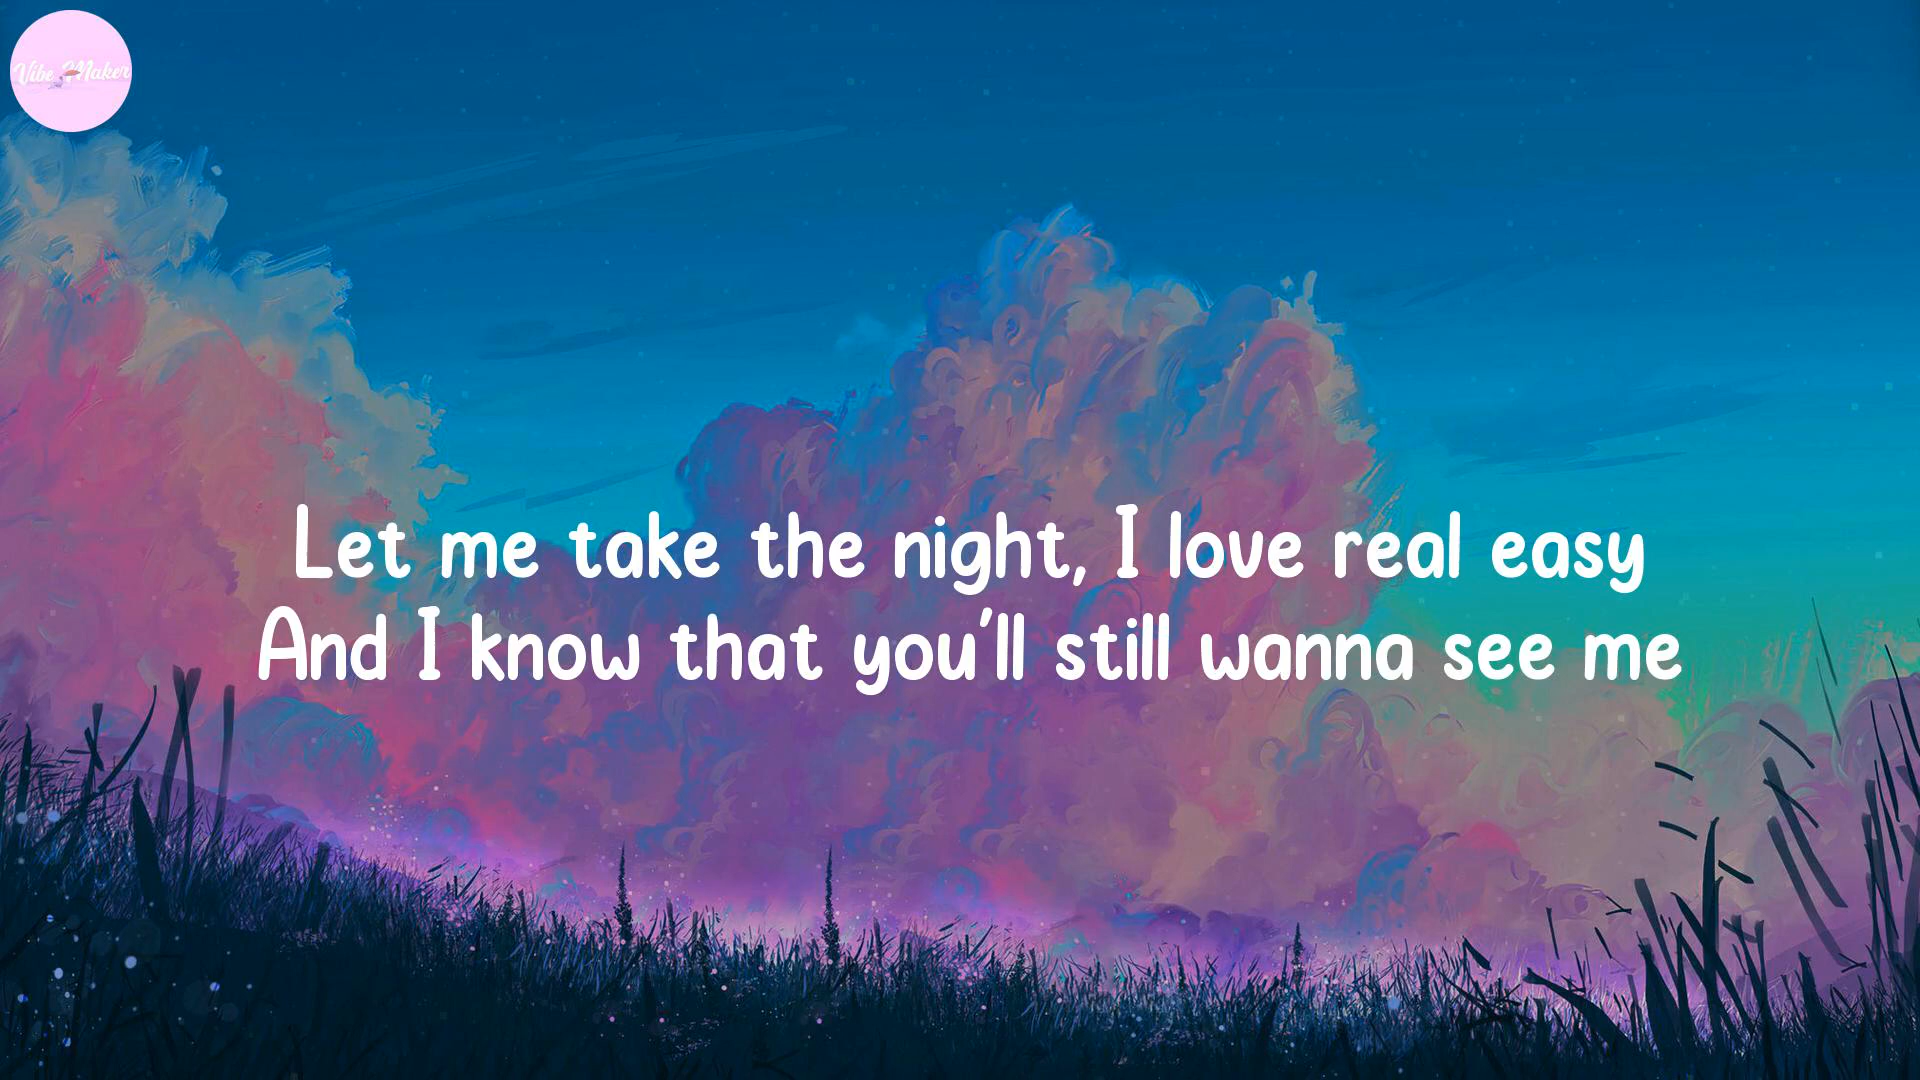 Vibe Maker
Let me take the night, I love real easy
And I know that you'll still wanna see me